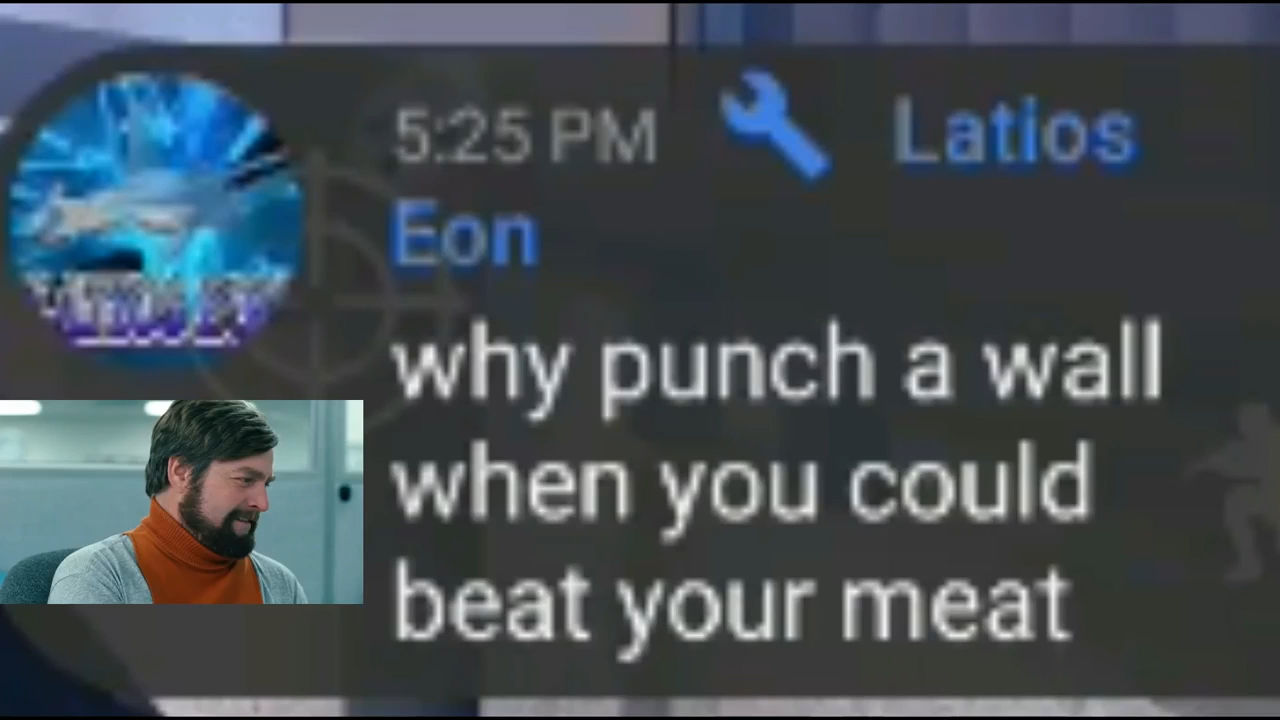 5:25 PM Latios
Eon
why punch a wall
when you could
beat your meat